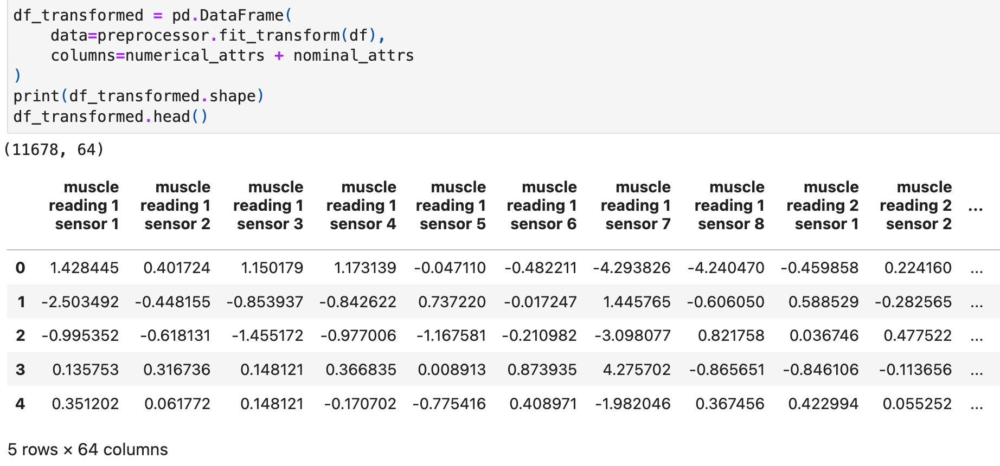 df_transformed = pd.DataFrame(
    data=preprocessor.fit_transform(df),
    columns=numerical_attrs + nominal_attrs
)
print(df_transformed.shape)
df_transformed.head()
(11678, 64)
muscle muscle muscle muscle muscle muscle muscle muscle muscle muscle
reading 1 reading 1 reading 1 reading 1 reading 1 reading 1 reading 1 reading 1 reading 2 reading 2 ...
sensor 1 sensor 2 sensor 3 sensor 4 sensor 5 sensor 6 sensor 7 sensor 8 sensor 1 sensor 2
0 1.428445 0.401724 1.150179 1.173139 -0.047110 -0.482211 -4.293826 -4.240470 -0.459858 0.224160 ...
1 -2.503492 -0.448155 -0.853937 -0.842622 0.737220 -0.017247 1.445765 -0.606050 0.588529 -0.282565 ...
2 -0.995352 -0.618131 -1.455172 -0.977006 -1.167581 -0.210982 -3.098077 0.821758 0.036746 0.477522 ...
3 0.135753 0.316736 0.148121 0.366835 0.008913 0.873935 4.275702 -0.865651 -0.846106 -0.113656 ...
4 0.351202 0.061772 0.148121 -0.170702 -0.775416 0.408971 -1.982046 0.367456 0.422994 0.055252 ...
5 rows × 64 columns